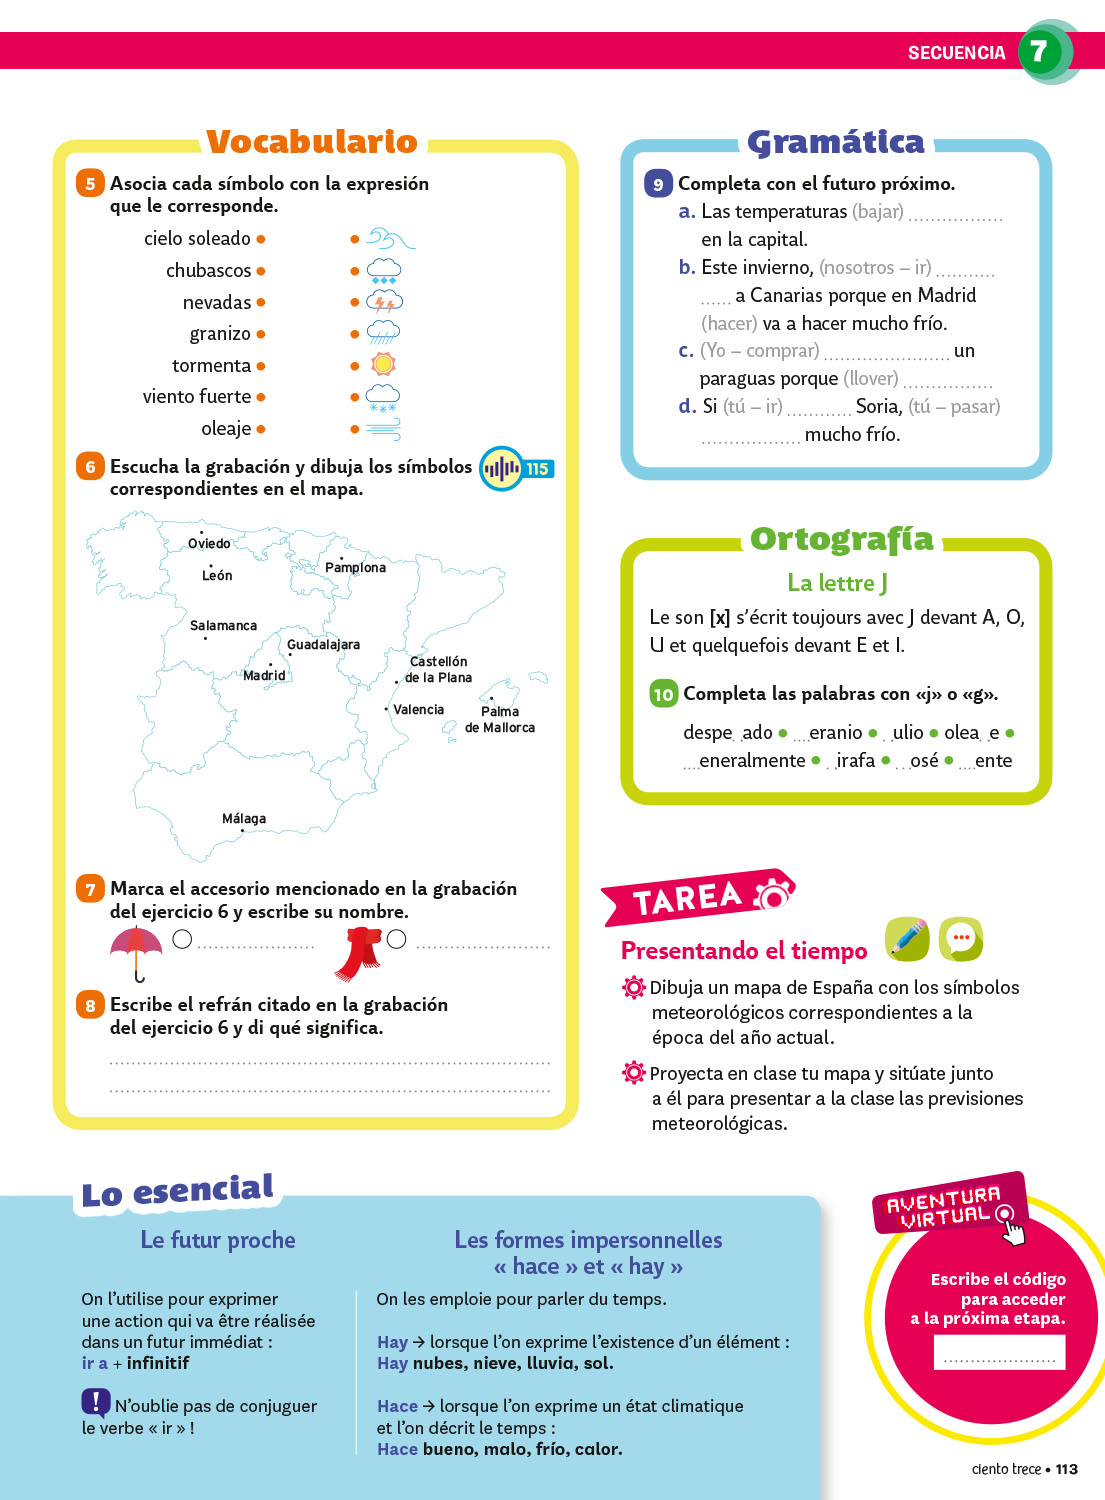 SECUENCIA 7
Vocabulario
5 Asocia cada símbolo con la expresión
que le corresponde.
cielo soleado •
chubascos •
nevadas •
granizo •
tormenta •
viento fuerte •
oleaje •
6 Escucha la grabación y dibuja los símbolos
correspondientes en el mapa.
115
Oviedo
León
Pamplona
Salamanca
Guadalajara
Madrid
Castellón
de la Plana
Valencia
Palma
de Mallorca
Málaga
7 Marca el accesorio mencionado en la grabación
del ejercicio 6 y escribe su nombre.
8 Escribe el refrán citado en la grabación
del ejercicio 6 y di qué significa.
Gramática
9 Completa con el futuro próximo.
a. Las temperaturas (bajar) .................
en la capital.
b. Este invierno, (nosotros – ir) ...........
...... a Canarias porque en Madrid
(hacer) va a hacer mucho frío.
c. (Yo – comprar) ....................... un
paraguas porque (llover) ................
d. Si (tú – ir) ............ Soria, (tú – pasar)
.................. mucho frío.
Ortografía
La lettre J
Le son [x] s’écrit toujours avec J devant A, O,
U et quelquefois devant E et I.
10 Completa las palabras con «j» o «g».
despe..ado • ....eranio • ..ulio • olea..e •
....eneralmente • ..irafa • ...osé • ....ente
TAREA
Presentando el tiempo
Dibuja un mapa de España con los símbolos
meteorológicos correspondientes a la
época del año actual.
Proyecta en clase tu mapa y sitúate junto
a él para presentar a la clase las previsiones
meteorológicas.
Lo esencial
Le futur proche
On l’utilise pour exprimer
une action qui va être réalisée
dans un futur immédiat :
ir a + infinitif
! N’oublie pas de conjuguer
le verbe « ir » !
Les formes impersonnelles
« hace » et « hay »
On les emploie pour parler du temps.
Hay → lorsque l’on exprime l’existence d’un élément :
Hay nubes, nieve, lluvia, sol.
Hace → lorsque l’on exprime un état climatique
et l’on décrit le temps :
Hace bueno, malo, frío, calor.
AVENTURA
VIRTUAL
Escribe el código
para acceder
a la próxima etapa.
.....................
ciento trece • 113